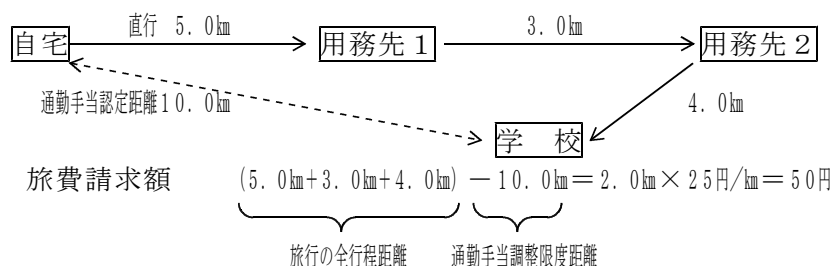 直行 5.0㎞
3.0㎞
自宅 用務先1 用務先2
通勤手当認定距離10.0㎞
4.0㎞
学 校
旅費請求額 (5.0㎞+3.0㎞+4.0㎞)-10.0㎞=2.0㎞×25円/㎞=50円
旅行の全行程距離 通勤手当調整限度距離